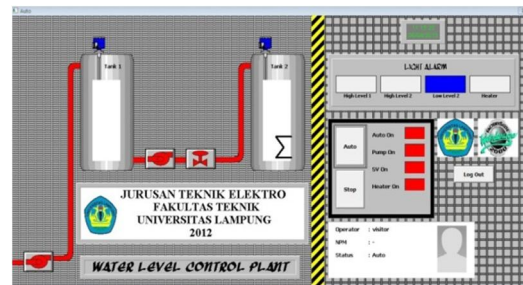 Auto
Tank 1
Tank 2
LIGHT ALARM
High Level 1
High Level 2
Low Level 2
Heater
Auto
Auto On
Pump On
SV On
Stop
Heater On
Log Out
JURUSAN TEKNIK ELEKTRO
FAKULTAS TEKNIK
UNIVERSITAS LAMPUNG
2012
WATER LEVEL CONTROL PLANT
Operator : visitor
NPM : -
Status : Auto